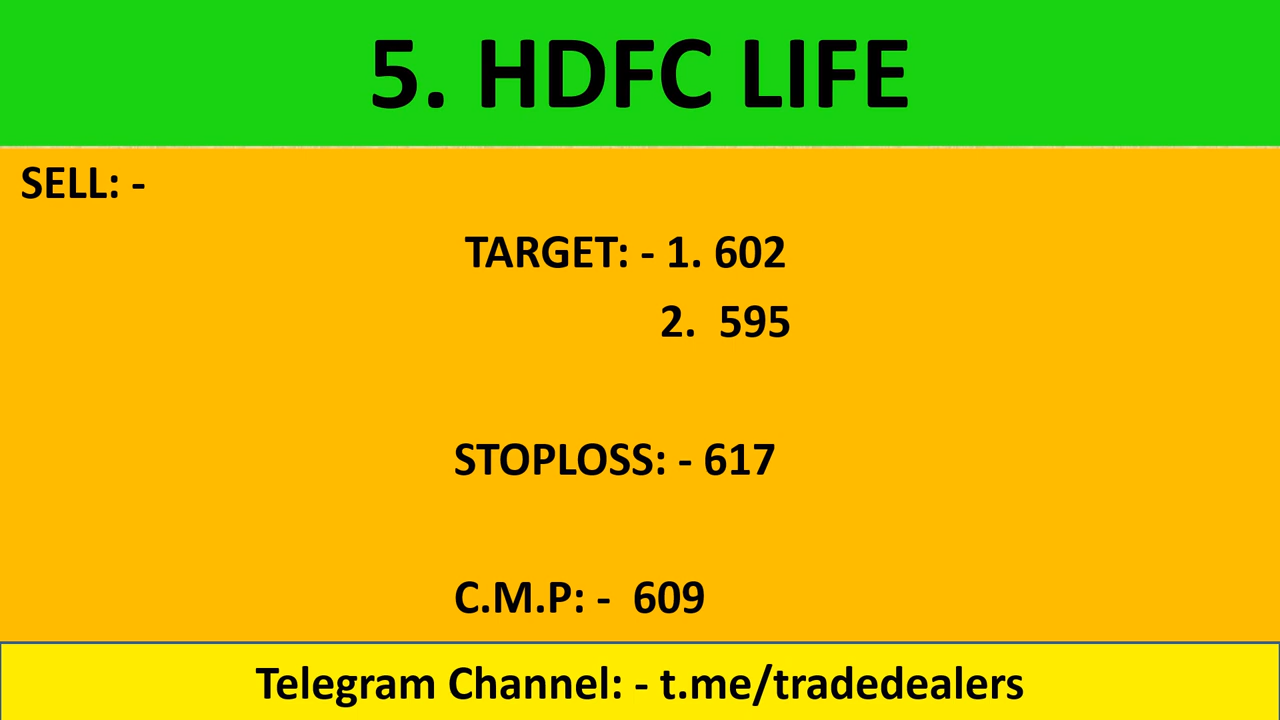 5. HDFC LIFE
SELL: -
TARGET: - 1. 602
2. 595
STOPLOSS: - 617
C.M.P: - 609
Telegram Channel: - t.me/tradedealers